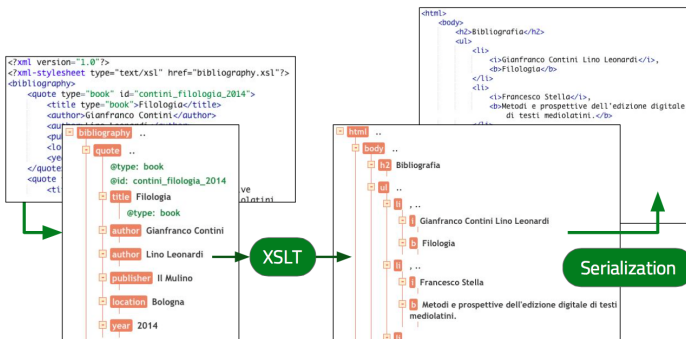 <?xml version="1.0"?>
<?xml-stylesheet type="text/xsl" href="bibliography.xsl"?>
<bibliography>
<quote type="book" id="contini_filologia_2014">
<title type="book">Filologia</title>
<author>Gianfranco Contini</author>
<pu
<lo
<ye
</quote
<quote
<ti
bibliography ..
quote ..
@type: book
@id: contini_filologia_2014
title Filologia
@type: book
author Gianfranco Contini
author Lino Leonardi
publisher Il Mulino
location Bologna
year 2014
XSLT
<html>
<body>
<h2>Bibliografia</h2>
<ul>
<li>
<i>Gianfranco Contini Lino Leonardi</i>,
<b>Filologia</b>
</li>
<li>
<i>Francesco Stella</i>,
<b>Metodi e prospettive dell'edizione digitale
di testi mediolatini.</b>
html ..
body ..
h2 Bibliografia
ul ..
li , ..
i Gianfranco Contini Lino Leonardi
b Filologia
li , ..
i Francesco Stella
b Metodi e prospettive dell'edizione digitale di testi
mediolatini.
li
Serialization